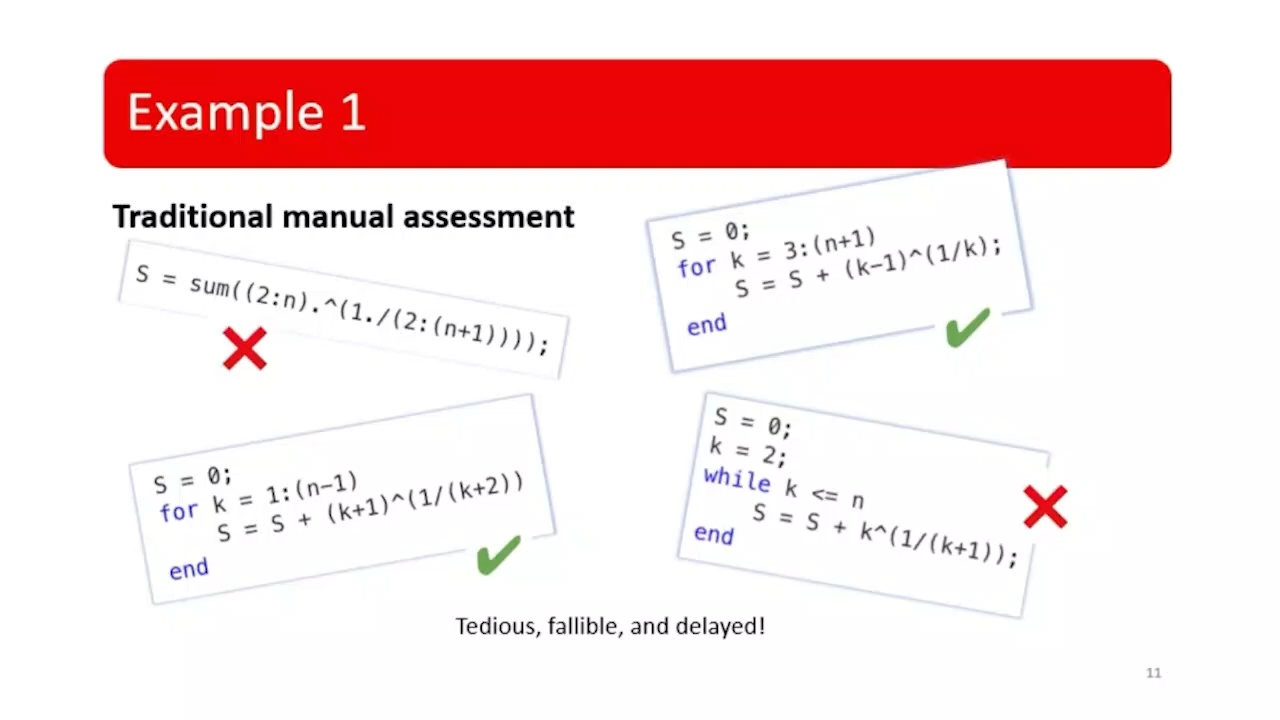 Example 1
Traditional manual assessment
S = sum((2:n).^(1./(2:(n+1))));
S = 0;
for k = 3:(n+1)
S = S + (k-1)^(1/k);
end
S = 0;
for k = 1:(n-1)
S = S + (k+1)^(1/(k+2))
end
S = 0;
k = 2;
while k <= n
S = S + k^(1/(k+1));
end
Tedious, fallible, and delayed!
11